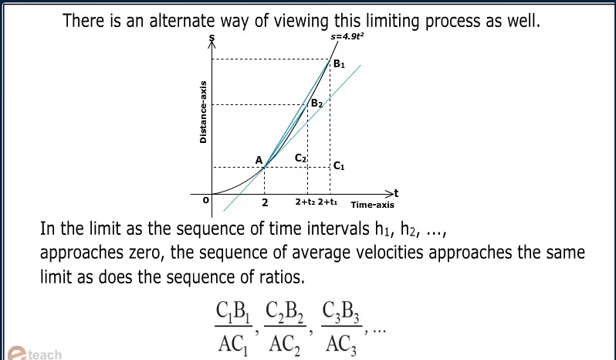 There is an alternate way of viewing this limiting process as well.
s
s=4.9t²
B₁
Distance-axis
B₂
A
C₂
C₁
O
2
2+t₂ 2+t₁
t
Time-axis
In the limit as the sequence of time intervals h₁, h₂, ...,
approaches zero, the sequence of average velocities approaches the same
limit as does the sequence of ratios.
C₁B₁/AC₁, C₂B₂/AC₂, C₃B₃/AC₃, ...
eteach